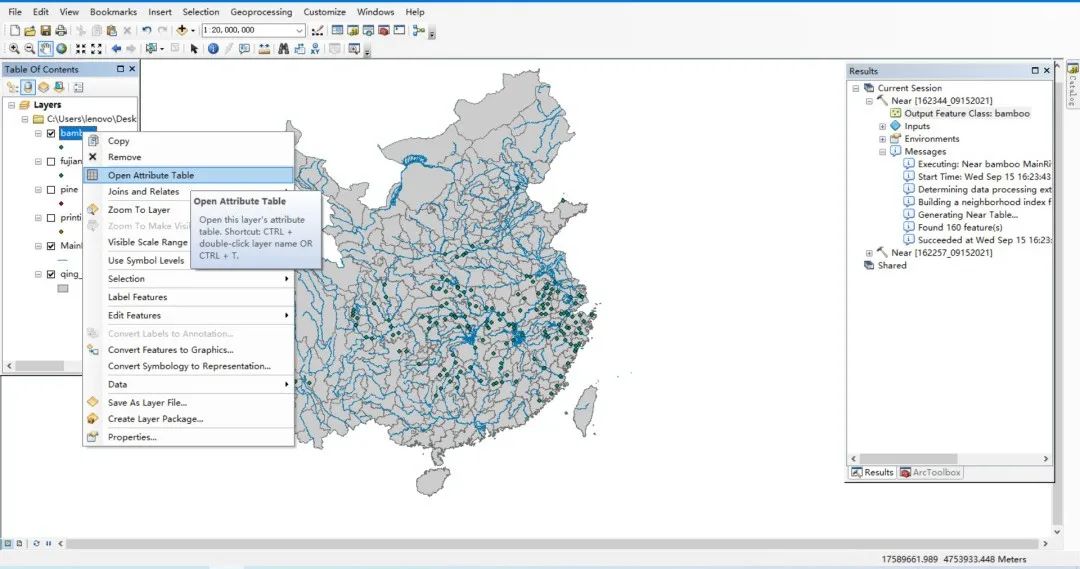 File Edit View Bookmarks Insert Selection Geoprocessing Customize Windows Help
1:20,000,000
Table Of Contents
Layers
C:\Users\lenovo\Desk
fujian
pine
printi
MainI
qing_
Copy
Remove
Open Attribute Table
Joins and Relates
Zoom To Layer
Zoom To Make Visi
Visible Scale Range
Use Symbol Levels
Selection
Label Features
Edit Features
Convert Labels to Annotation...
Convert Features to Graphics...
Convert Symbology to Representation...
Data
Save As Layer File...
Create Layer Package...
Properties...
Open Attribute Table
Open this layer's attribute
table. Shortcut: CTRL +
double-click layer name OR
CTRL + T.
Results
Current Session
Near [162344_09152021]
Output Feature Class: bamboo
Inputs
Environments
Messages
Executing: Near bamboo MainRi
Start Time: Wed Sep 15 16:23:43
Determining data processing ext
Building a neighborhood index f
Generating Near Table...
Found 160 feature(s)
Succeeded at Wed Sep 15 16:23:
Near [162257_09152021]
Shared
Results ArcToolbox
Catalog
17589661.989 4753933.448 Meters